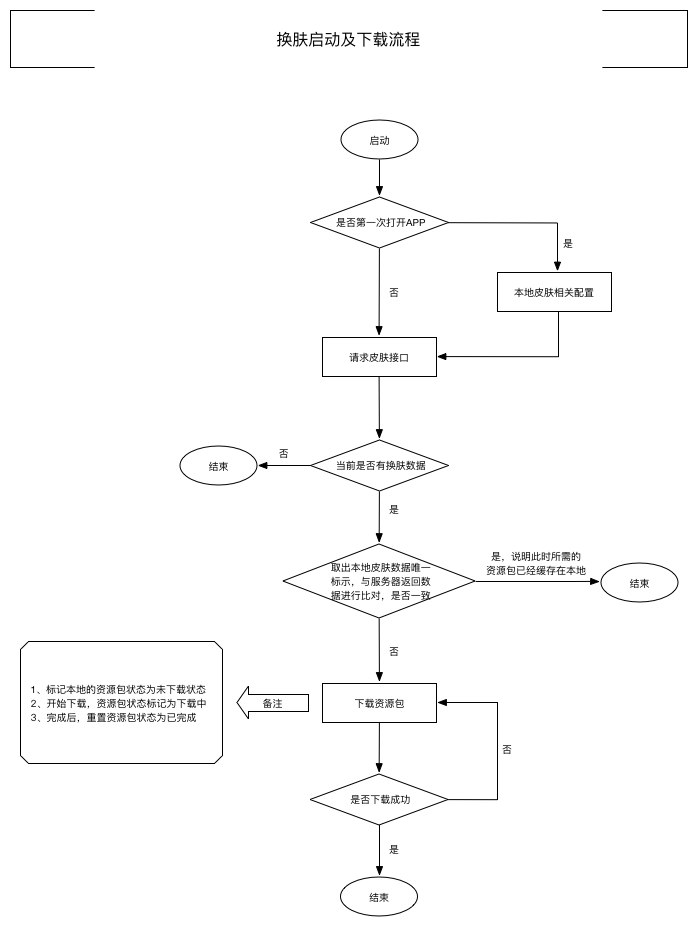 换肤启动及下载流程
启动
是否第一次打开APP
是
否
本地皮肤相关配置
请求皮肤接口
否
结束
当前是否有换肤数据
是
取出本地皮肤数据唯一
标示，与服务器返回数
据进行比对，是否一致
是，说明此时所需的
资源包已经缓存在本地
结束
否
1、标记本地的资源包状态为未下载状态
2、开始下载，资源包状态标记为下载中
3、完成后，重置资源包状态为已完成
备注
下载资源包
否
是否下载成功
是
结束